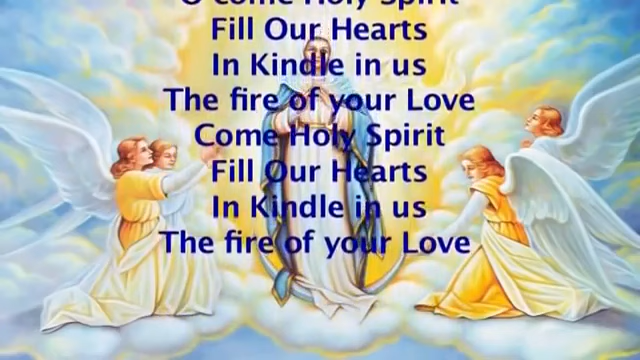 O come Holy Spirit
Fill Our Hearts
In Kindle in us
The fire of your Love
Come Holy Spirit
Fill Our Hearts
In Kindle in us
The fire of your Love